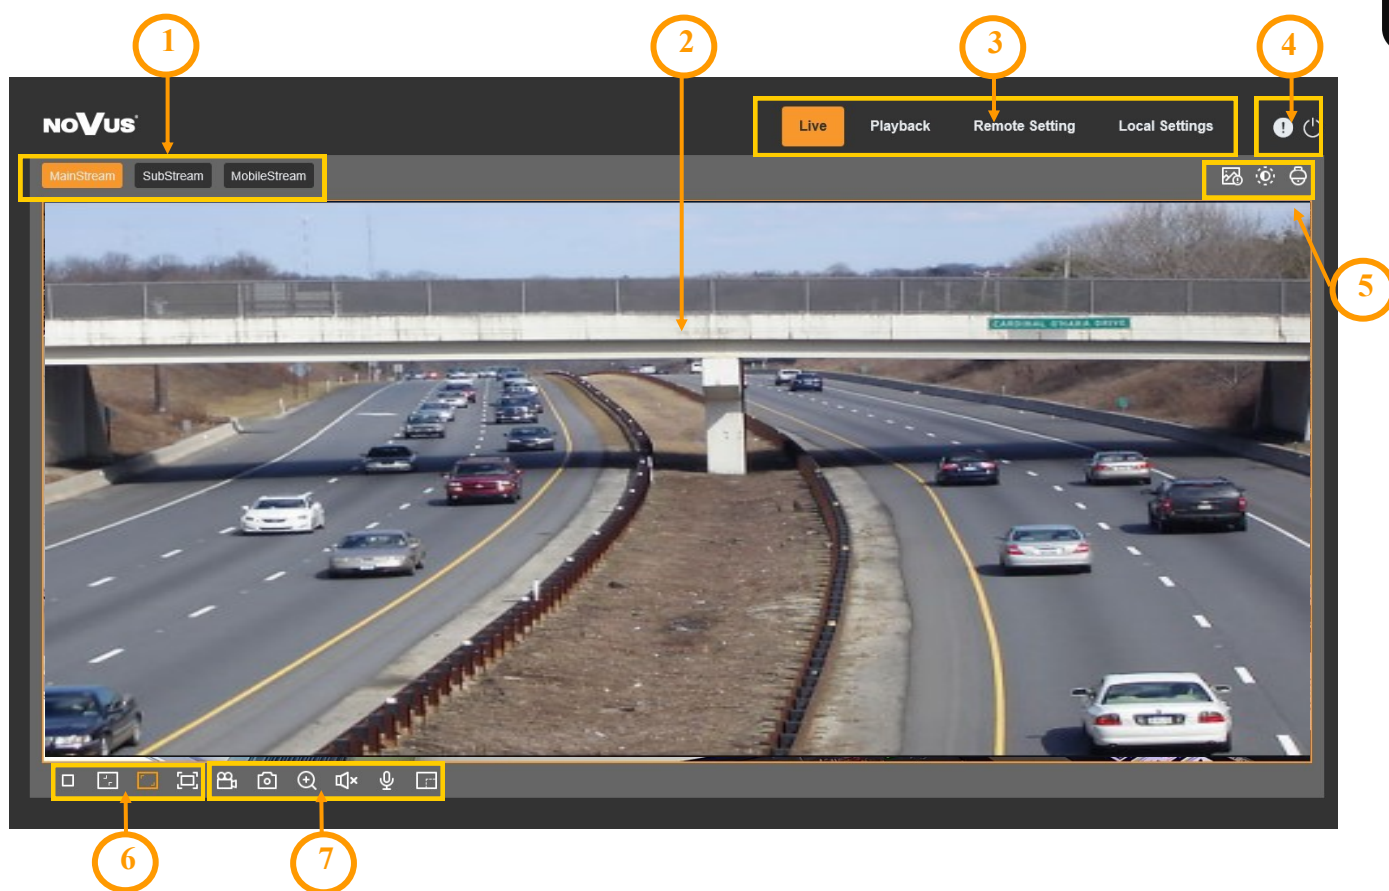 1
2
3
4
NOVUS
Live Playback Remote Setting Local Settings
MainStream SubStream MobileStream
5
CARDINAL O'HARA DRIVE
6
7